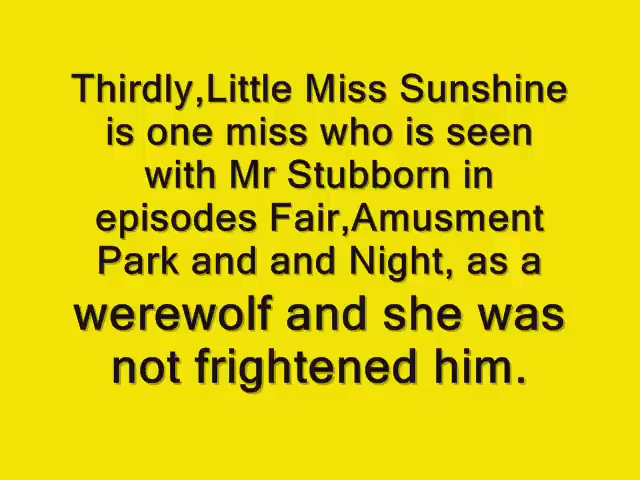 Thirdly,Little Miss Sunshine
is one miss who is seen
with Mr Stubborn in
episodes Fair,Amusment
Park and and Night, as a
werewolf and she was
not frightened him.